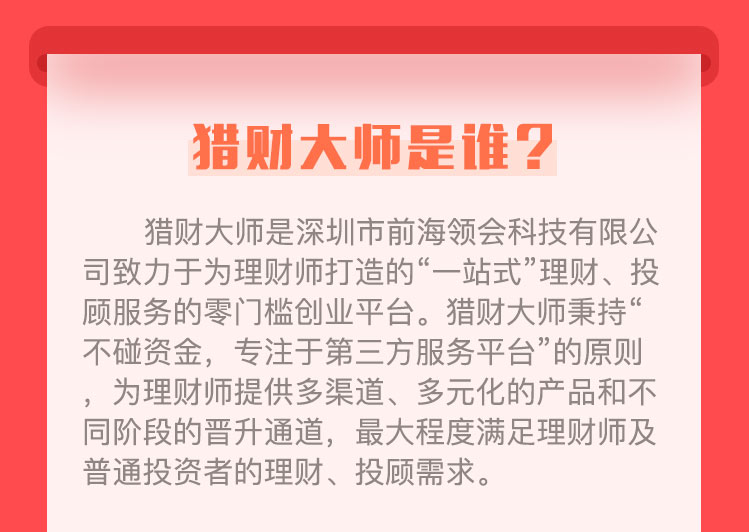 猎财大师是谁?
猎财大师是深圳市前海领会科技有限公
司致力于为理财师打造的“一站式”理财、投
顾服务的零门槛创业平台。猎财大师秉持“
不碰资金，专注于第三方服务平台”的原则
，为理财师提供多渠道、多元化的产品和不
同阶段的晋升通道，最大程度满足理财师及
普通投资者的理财、投顾需求。